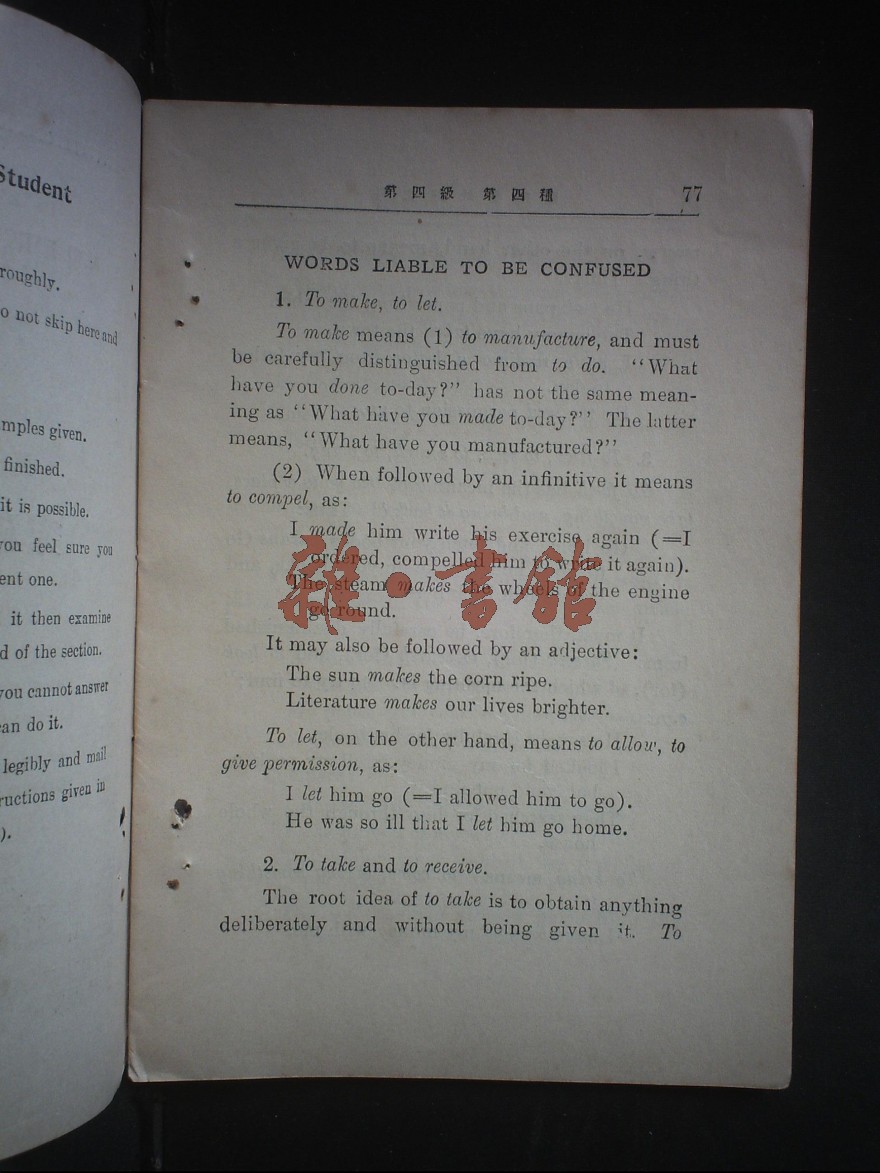 Student
roughly.
o not skip here and
mples given.
finished.
it is possible.
you feel sure you
ent one.
it then examine
d of the section.
you cannot answer
can do it.
legibly and mail
ructions given in
).
第四級 第四種 77
WORDS LIABLE TO BE CONFUSED
1. To make, to let.
To make means (1) to manufacture, and must
be carefully distinguished from to do. "What
have you done to-day?" has not the same mean-
ing as "What have you made to-day?" The latter
means, "What have you manufactured?"
(2) When followed by an infinitive it means
to compel, as:
I made him write his exercise again (=I
ordered, compelled him to write it again).
The steam makes the wheels of the engine
go round.
雜·書館
It may also be followed by an adjective:
The sun makes the corn ripe.
Literature makes our lives brighter.
To let, on the other hand, means to allow, to
give permission, as:
I let him go (=I allowed him to go).
He was so ill that I let him go home.
2. To take and to receive.
The root idea of to take is to obtain anything
deliberately and without being given it. To